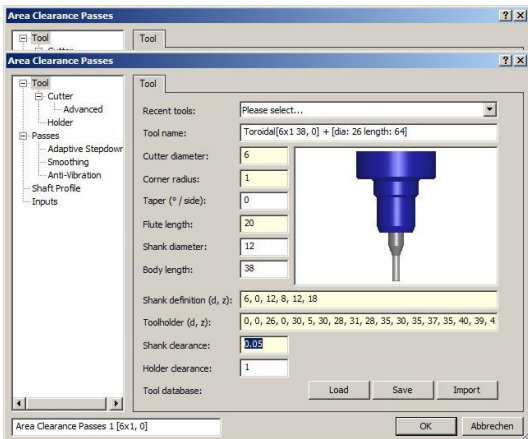 Area Clearance Passes
Tool
Tool
Area Clearance Passes
Tool
Cutter
Advanced
Holder
Passes
Adaptive Stepdowr
Smoothing
Anti-Vibration
Shaft Profile
Inputs
Tool
Recent tools: Please select...
Tool name: Toroidal[6x1 38, 0] + [dia: 26 length: 64]
Cutter diameter: 6
Corner radius: 1
Taper (° / side): 0
Flute length: 20
Shank diameter: 12
Body length: 38
Shank definition (d, z): 6, 0, 12, 8, 12, 18
Toolholder (d, z): 0, 0, 26, 0, 30, 5, 30, 28, 31, 28, 35, 30, 35, 37, 35, 40, 39, 4
Shank clearance: 0.05
Holder clearance: 1
Tool database: Load Save Import
Area Clearance Passes 1 [6x1, 0]
OK Abbrechen